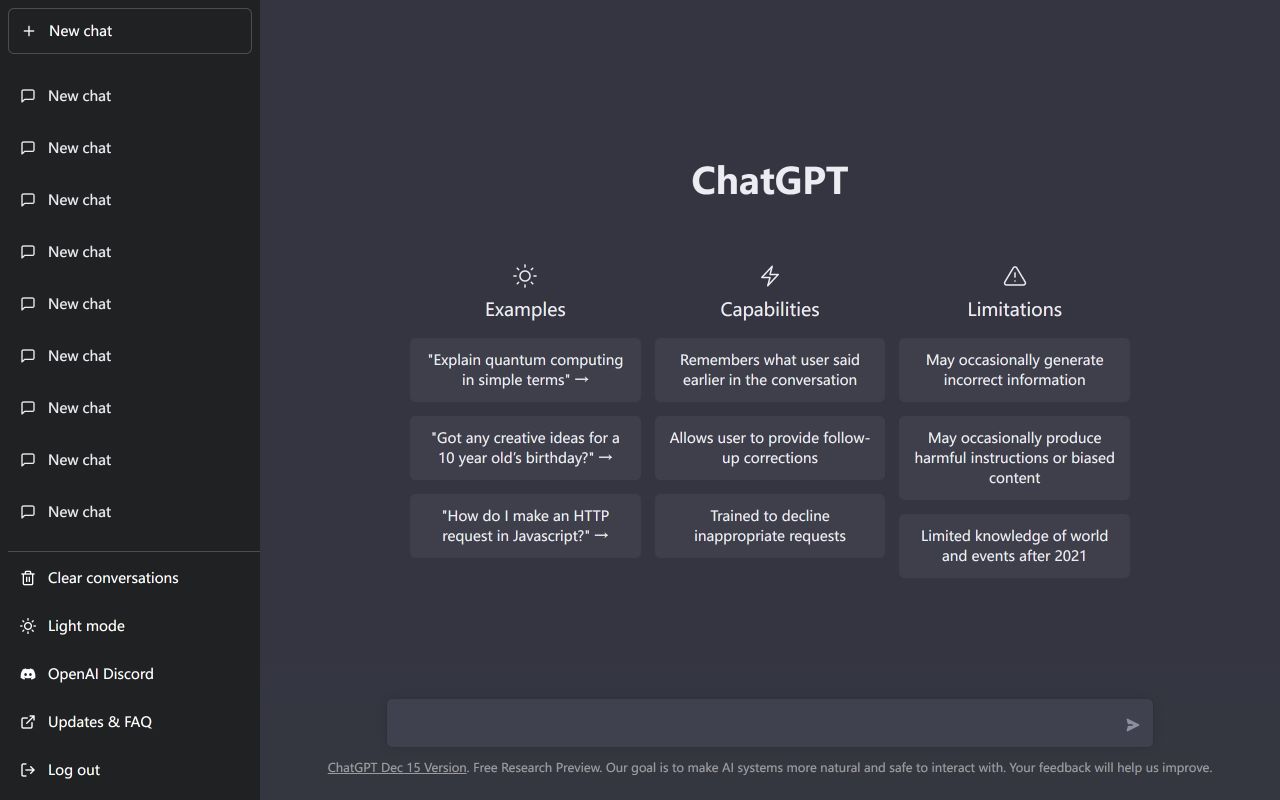 New chat
New chat
New chat
New chat
New chat
New chat
New chat
New chat
New chat
New chat
Clear conversations
Light mode
OpenAI Discord
Updates & FAQ
Log out
ChatGPT
Examples
"Explain quantum computing
in simple terms" →
"Got any creative ideas for a
10 year old’s birthday?" →
"How do I make an HTTP
request in Javascript?" →
Capabilities
Remembers what user said
earlier in the conversation
Allows user to provide follow-
up corrections
Trained to decline
inappropriate requests
Limitations
May occasionally generate
incorrect information
May occasionally produce
harmful instructions or biased
content
Limited knowledge of world
and events after 2021
ChatGPT Dec 15 Version. Free Research Preview. Our goal is to make AI systems more natural and safe to interact with. Your feedback will help us improve.